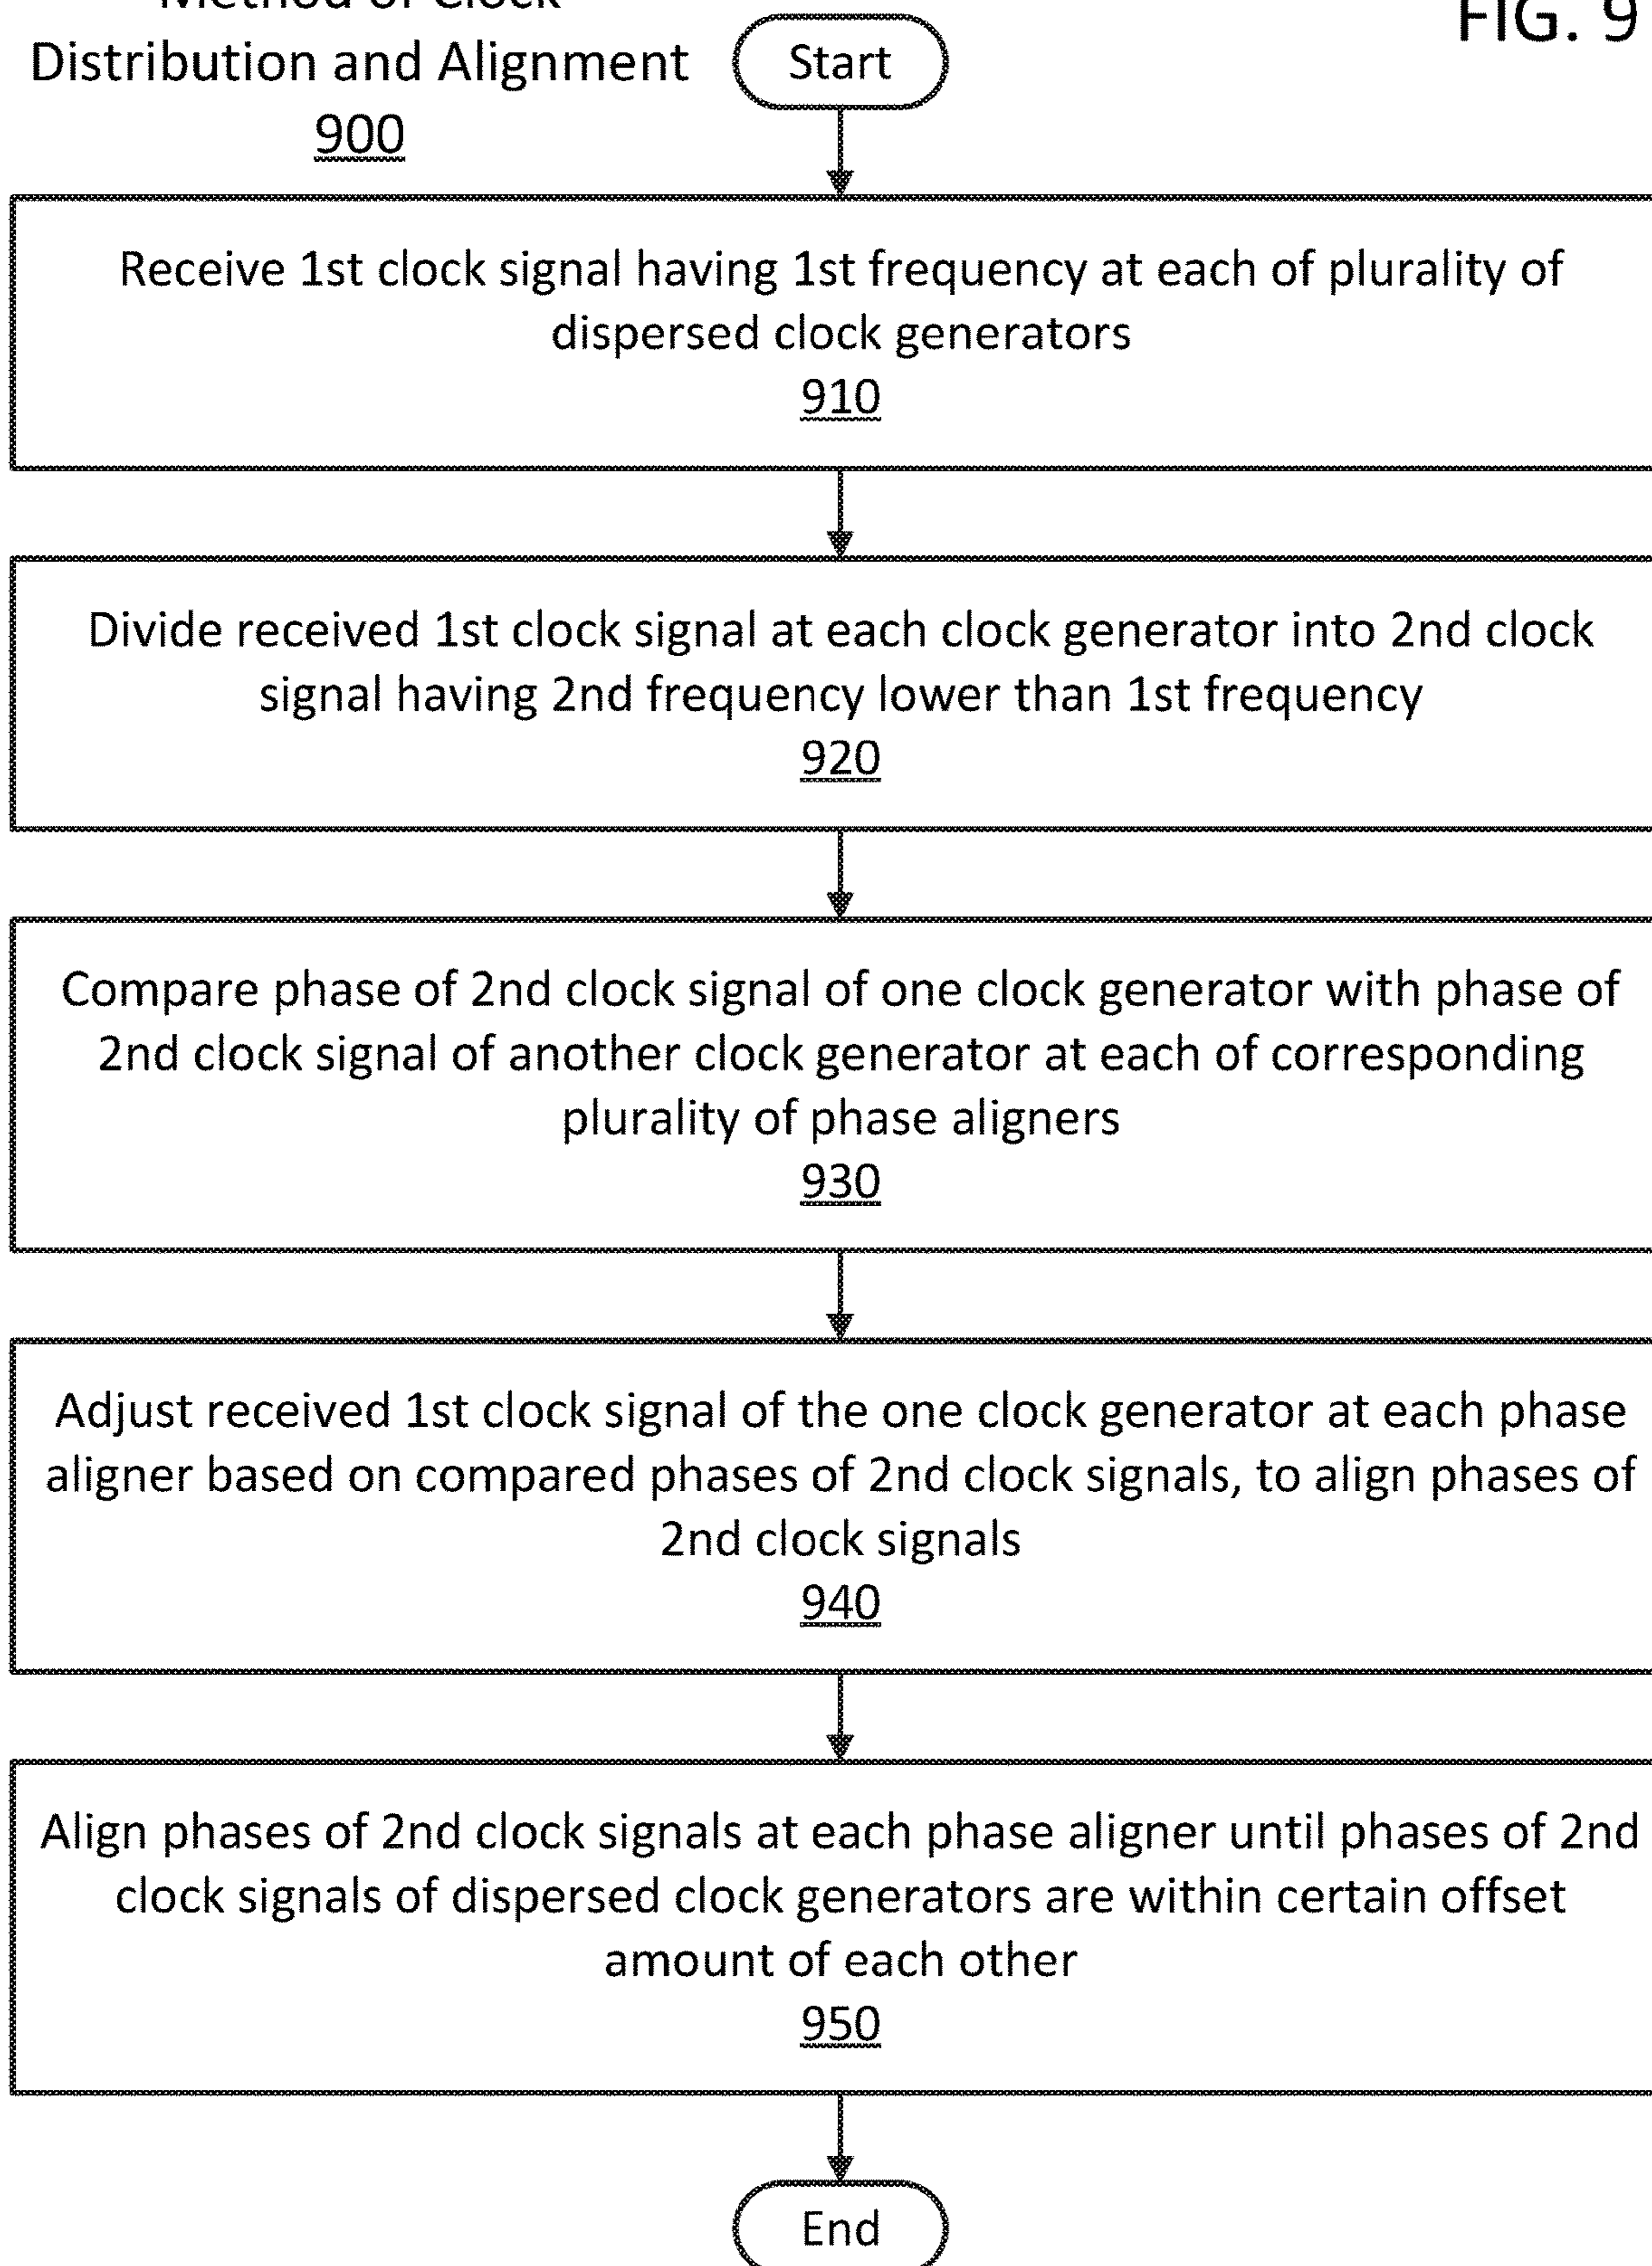 Method of Clock
Distribution and Alignment
900
FIG. 9
Start
Receive 1st clock signal having 1st frequency at each of plurality of
dispersed clock generators
910
Divide received 1st clock signal at each clock generator into 2nd clock
signal having 2nd frequency lower than 1st frequency
920
Compare phase of 2nd clock signal of one clock generator with phase of
2nd clock signal of another clock generator at each of corresponding
plurality of phase aligners
930
Adjust received 1st clock signal of the one clock generator at each phase
aligner based on compared phases of 2nd clock signals, to align phases of
2nd clock signals
940
Align phases of 2nd clock signals at each phase aligner until phases of 2nd
clock signals of dispersed clock generators are within certain offset
amount of each other
950
End